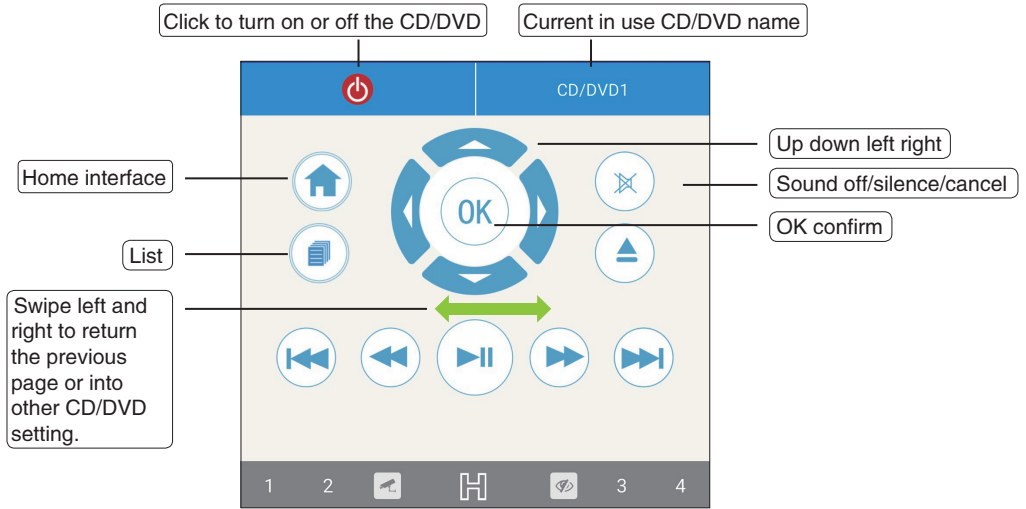 Click to turn on or off the CD/DVD
Current in use CD/DVD name
CD/DVD1
Up down left right
Home interface
Sound off/silence/cancel
OK
OK confirm
List
Swipe left and
right to return
the previous
page or into
other CD/DVD
setting.
1 2 H 3 4